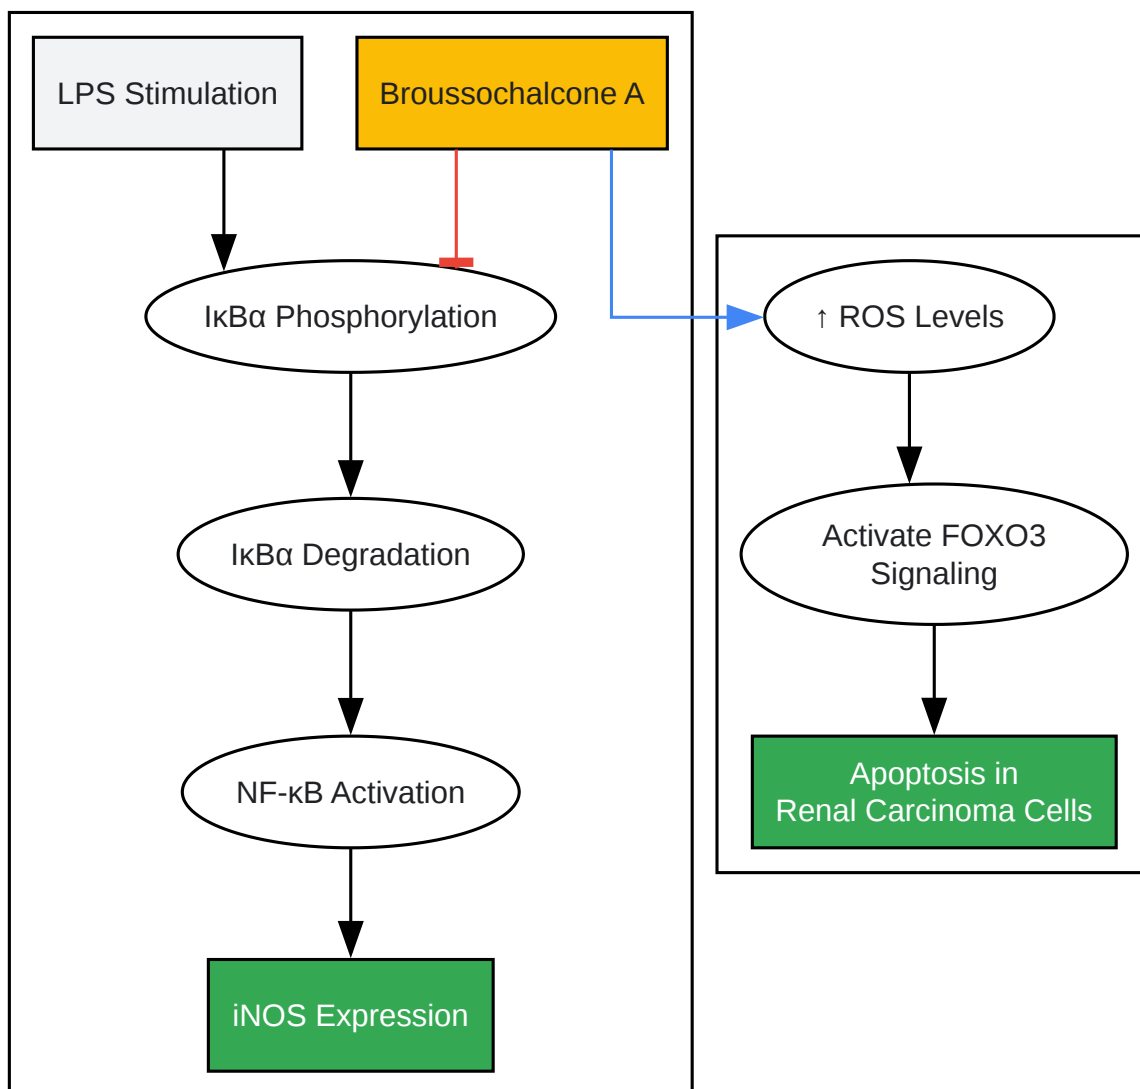 LPS Stimulation
Broussochalcone A
IκBα Phosphorylation
↑ ROS Levels
IκBα Degradation
Activate FOXO3
Signaling
NF-κB Activation
Apoptosis in
Renal Carcinoma Cells
iNOS Expression